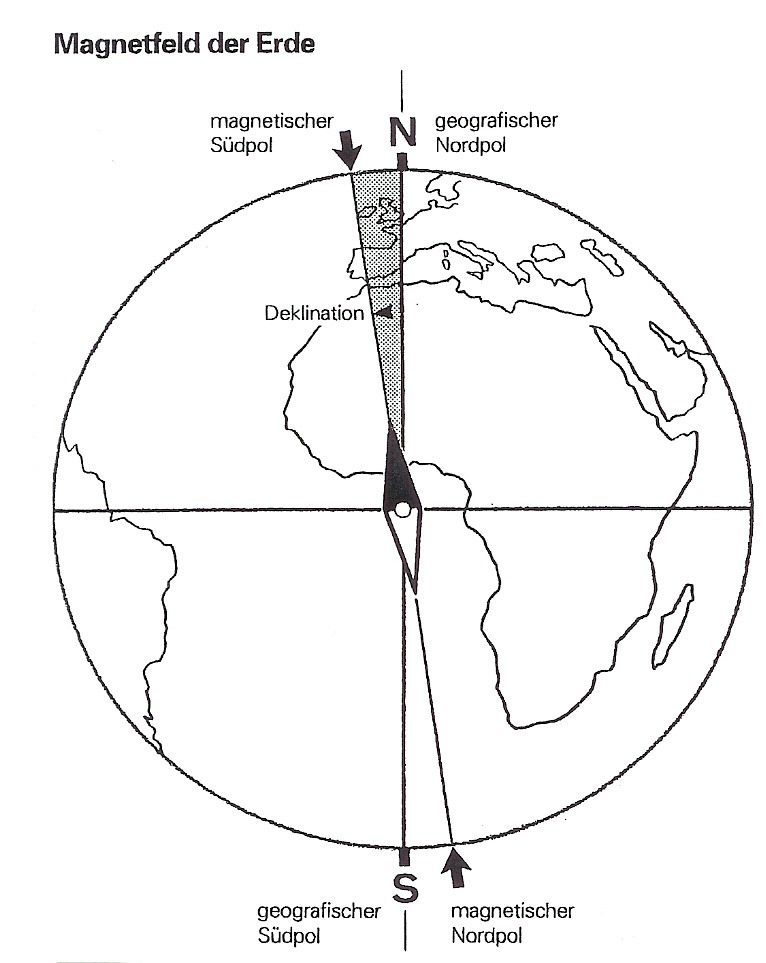 Magnetfeld der Erde
magnetischer
Südpol
N
geografischer
Nordpol
Deklination
S
geografischer
Südpol
magnetischer
Nordpol